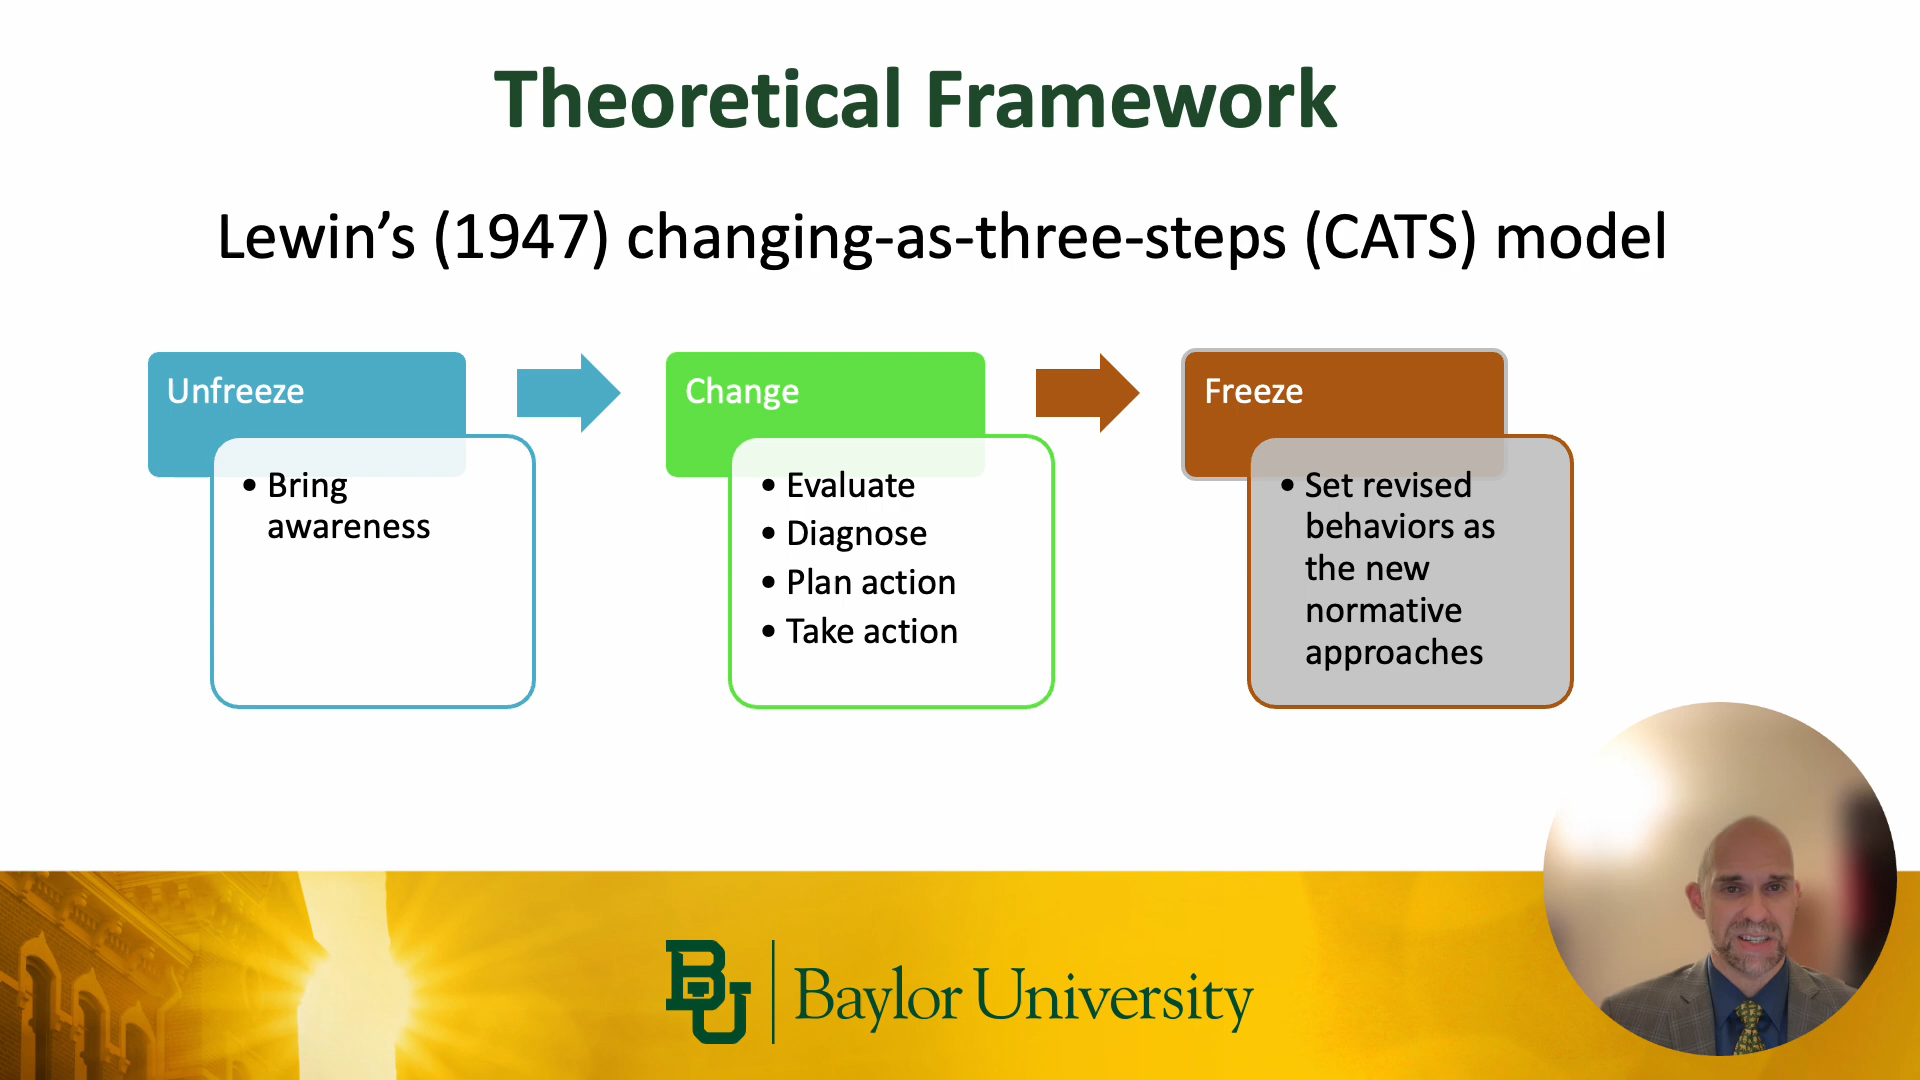 Theoretical Framework
Lewin’s (1947) changing-as-three-steps (CATS) model
Unfreeze
• Bring
awareness
Change
• Evaluate
• Diagnose
• Plan action
• Take action
Freeze
• Set revised
behaviors as
the new
normative
approaches
BU
Baylor University